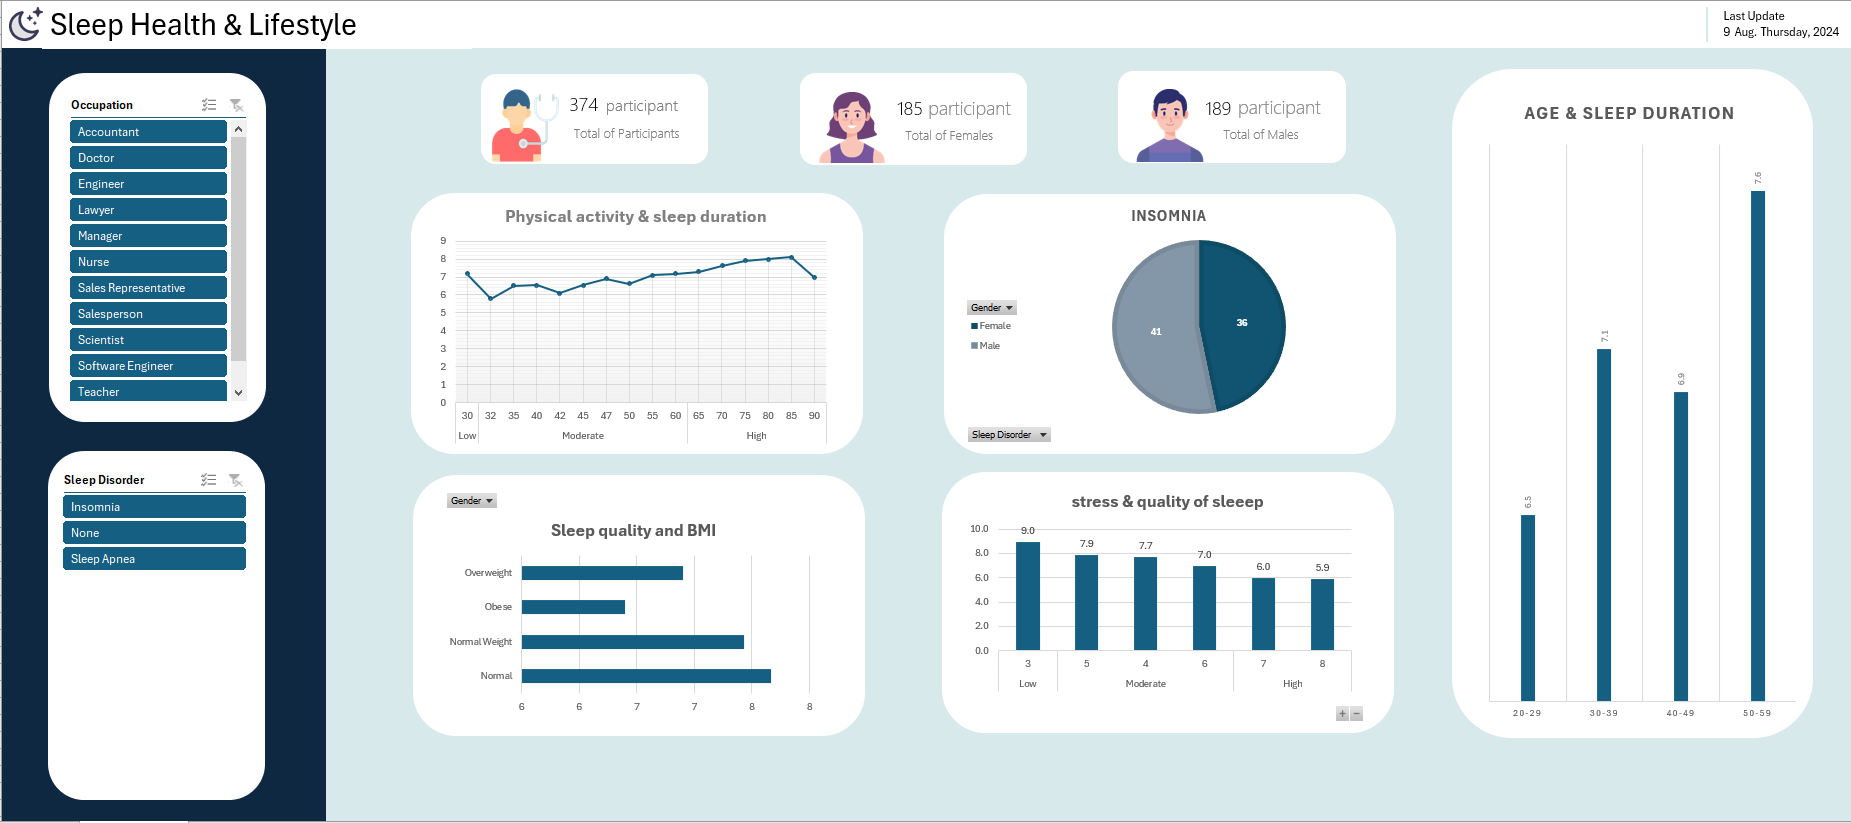 Sleep Health & Lifestyle
Last Update
9 Aug. Thursday, 2024
Occupation
Accountant
Doctor
Engineer
Lawyer
Manager
Nurse
Sales Representative
Salesperson
Scientist
Software Engineer
Teacher
Sleep Disorder
Insomnia
None
Sleep Apnea
374 participant
Total of Participants
185 participant
Total of Females
189 participant
Total of Males
Physical activity & sleep duration
9
8
7
6
5
4
3
2
1
0
30 32 35 40 42 45 47 50 55 60 65 70 75 80 85 90
Low Moderate High
INSOMNIA
Gender
Female
Male
41
36
Sleep Disorder
Gender
Sleep quality and BMI
Overweight
Obese
Normal Weight
Normal
6 6 7 7 8 8
stress & quality of sleeep
10.0
8.0
6.0
4.0
2.0
0.0
9.0 7.9 7.7 7.0 6.0 5.9
3 5 4 6 7 8
Low Moderate High
+ −
AGE & SLEEP DURATION
6.5
7.1
6.9
7.6
20-29 30-39 40-49 50-59